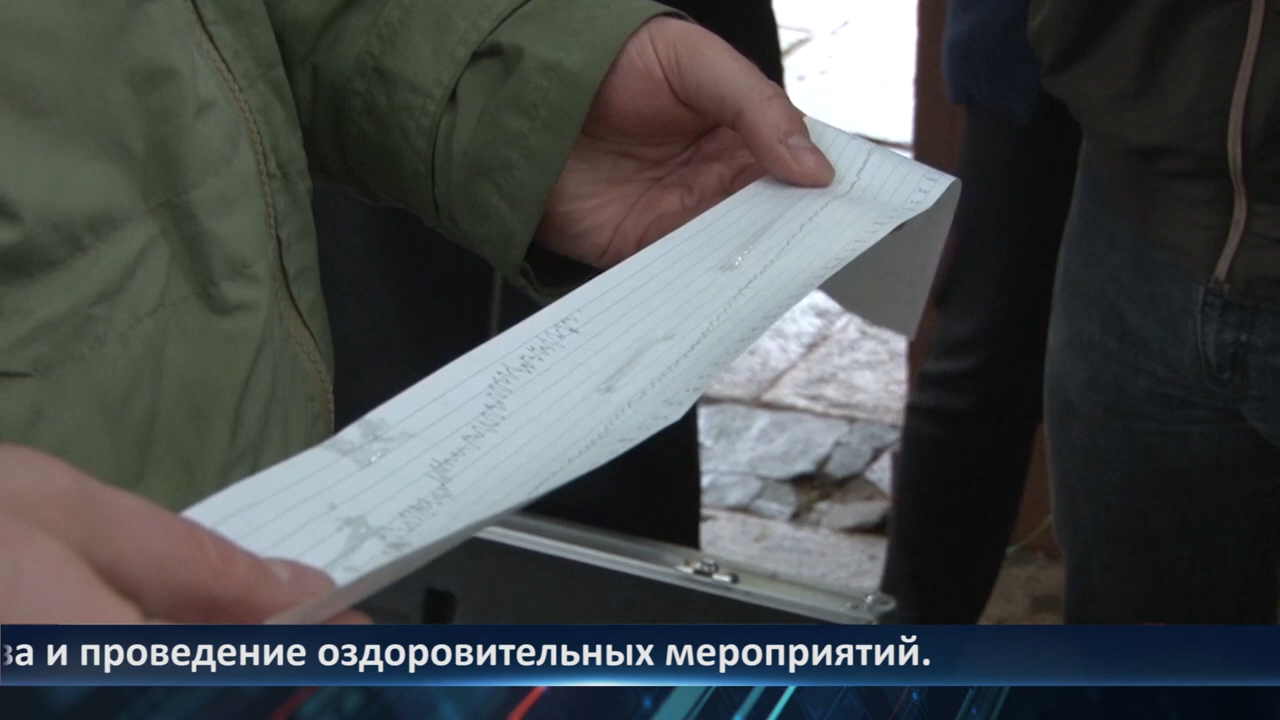 за и проведение оздоровительных мероприятий.